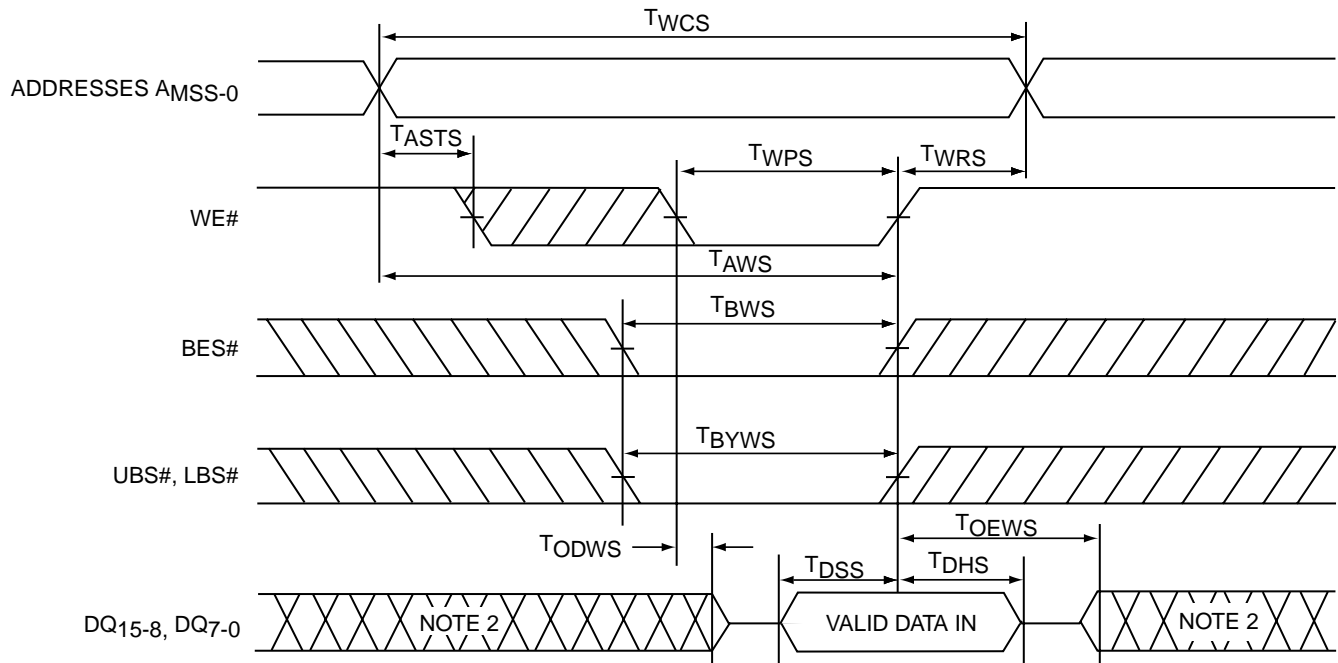 TWCS
ADDRESSES AMSS-0
TASTS
TWPS
TWRS
WE#
TAWS
TBWS
BES#
TBYWS
UBS#, LBS#
TOEWS
TODWS
TDSS
TDHS
DQ15-8, DQ7-0
NOTE 2
VALID DATA IN
NOTE 2